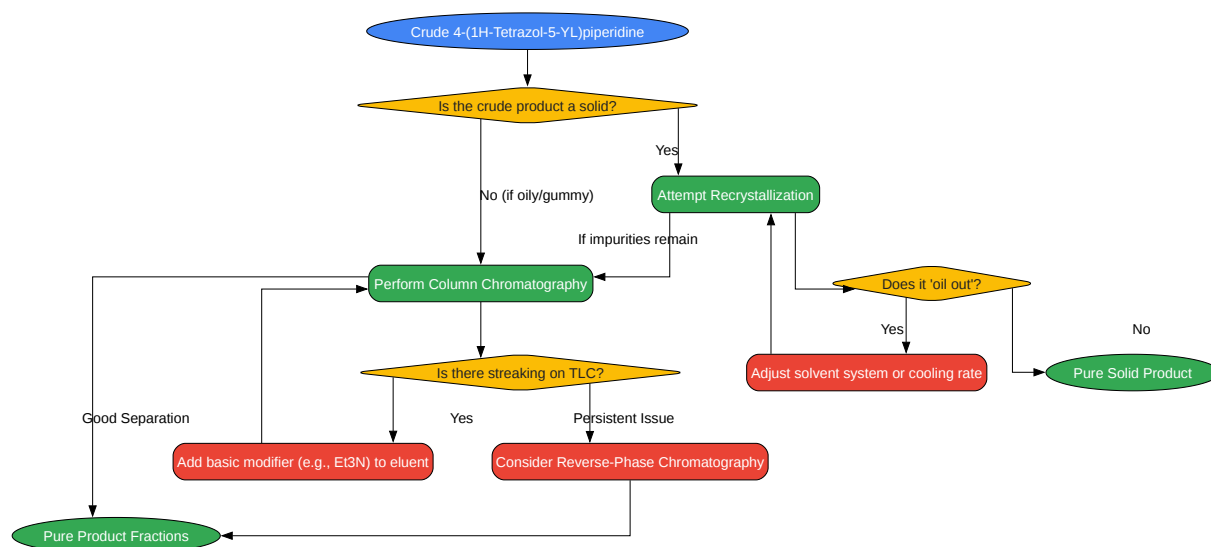 Crude 4-(1H-Tetrazol-5-YL)piperidine
Is the crude product a solid?
Yes
Attempt Recrystallization
No (if oily/gummy)
If impurities remain
Perform Column Chromatography
Does it 'oil out'?
Yes
No
Is there streaking on TLC?
Adjust solvent system or cooling rate
Pure Solid Product
Good Separation
Yes
Persistent Issue
Add basic modifier (e.g., Et3N) to eluent
Consider Reverse-Phase Chromatography
Pure Product Fractions